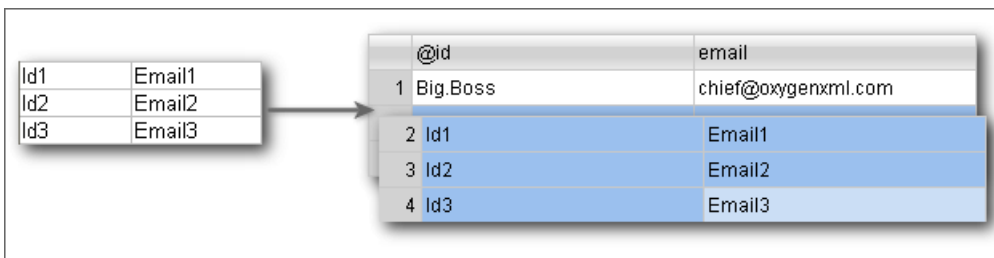 Id1 Email1
Id2 Email2
Id3 Email3
@id email
1 Big.Boss chief@oxygenxml.com
2 Id1 Email1
3 Id2 Email2
4 Id3 Email3